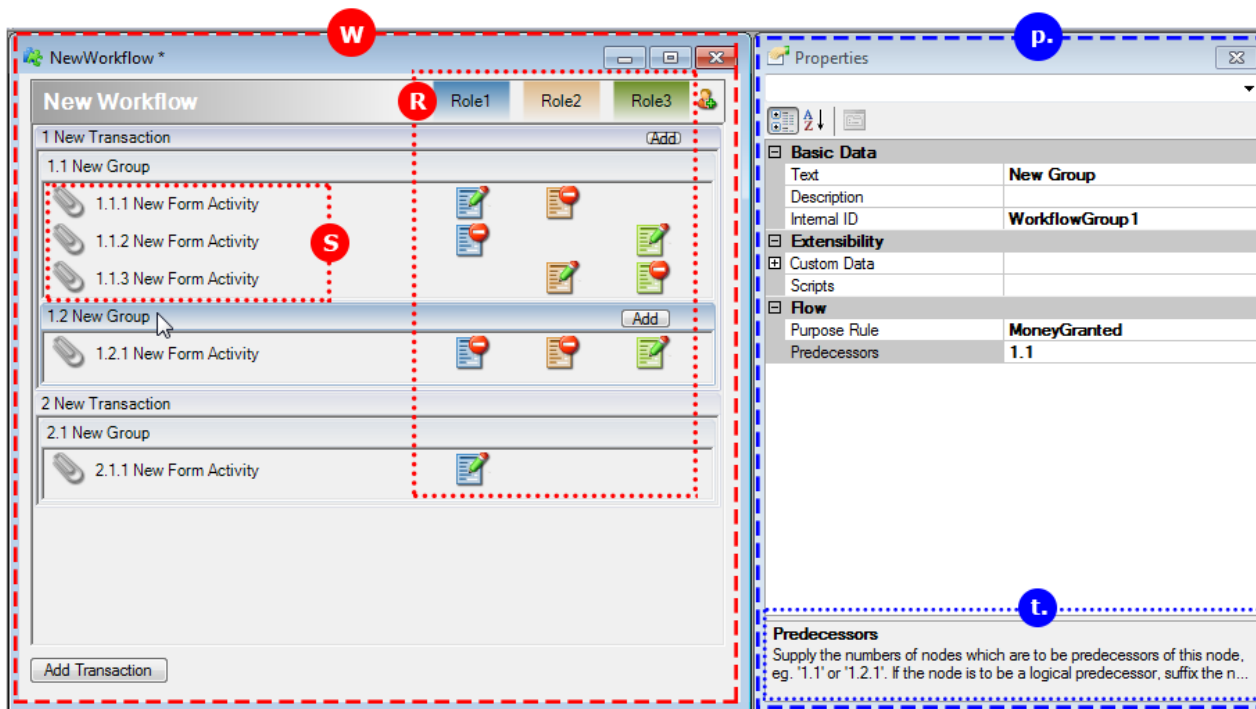 W
p.
NewWorkflow *
Properties
New Workflow
R
Role1
Role2
Role3
1 New Transaction
Add
1.1 New Group
1.1.1 New Form Activity
1.1.2 New Form Activity
S
1.1.3 New Form Activity
1.2 New Group
Add
1.2.1 New Form Activity
2 New Transaction
2.1 New Group
2.1.1 New Form Activity
Add Transaction
A
Z
Basic Data
Text New Group
Description
Internal ID WorkflowGroup1
Extensibility
Custom Data
Scripts
Flow
Purpose Rule MoneyGranted
Predecessors 1.1
t.
Predecessors
Supply the numbers of nodes which are to be predecessors of this node,
eg. '1.1' or '1.2.1'. If the node is to be a logical predecessor, suffix the n...